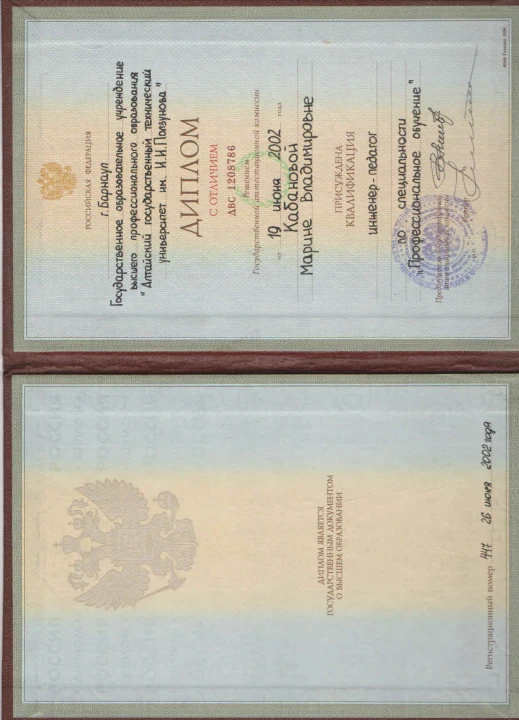 ДИПЛОМ ЯВЛЯЕТСЯ
ГОСУДАРСТВЕННЫМ ДОКУМЕНТОМ
О ВЫСШЕМ ОБРАЗОВАНИИ
Регистрационный номер 447 26 июня 2002 года
РОССИЙСКАЯ ФЕДЕРАЦИЯ
г. Барнаул
Государственное образовательное учреждение
высшего профессионального образования
"Алтайский государственный технический
университет им. И.И.Ползунова"
ДИПЛОМ
С ОТЛИЧИЕМ
АВС 1208786
Решением
Государственной аттестационной комиссии
от 19 июня 2002 года
Кабановой
Марине Владимировне
ПРИСУЖДЕНА
КВАЛИФИКАЦИЯ
инженер-педагог
по специальности
"Профессиональное обучение"